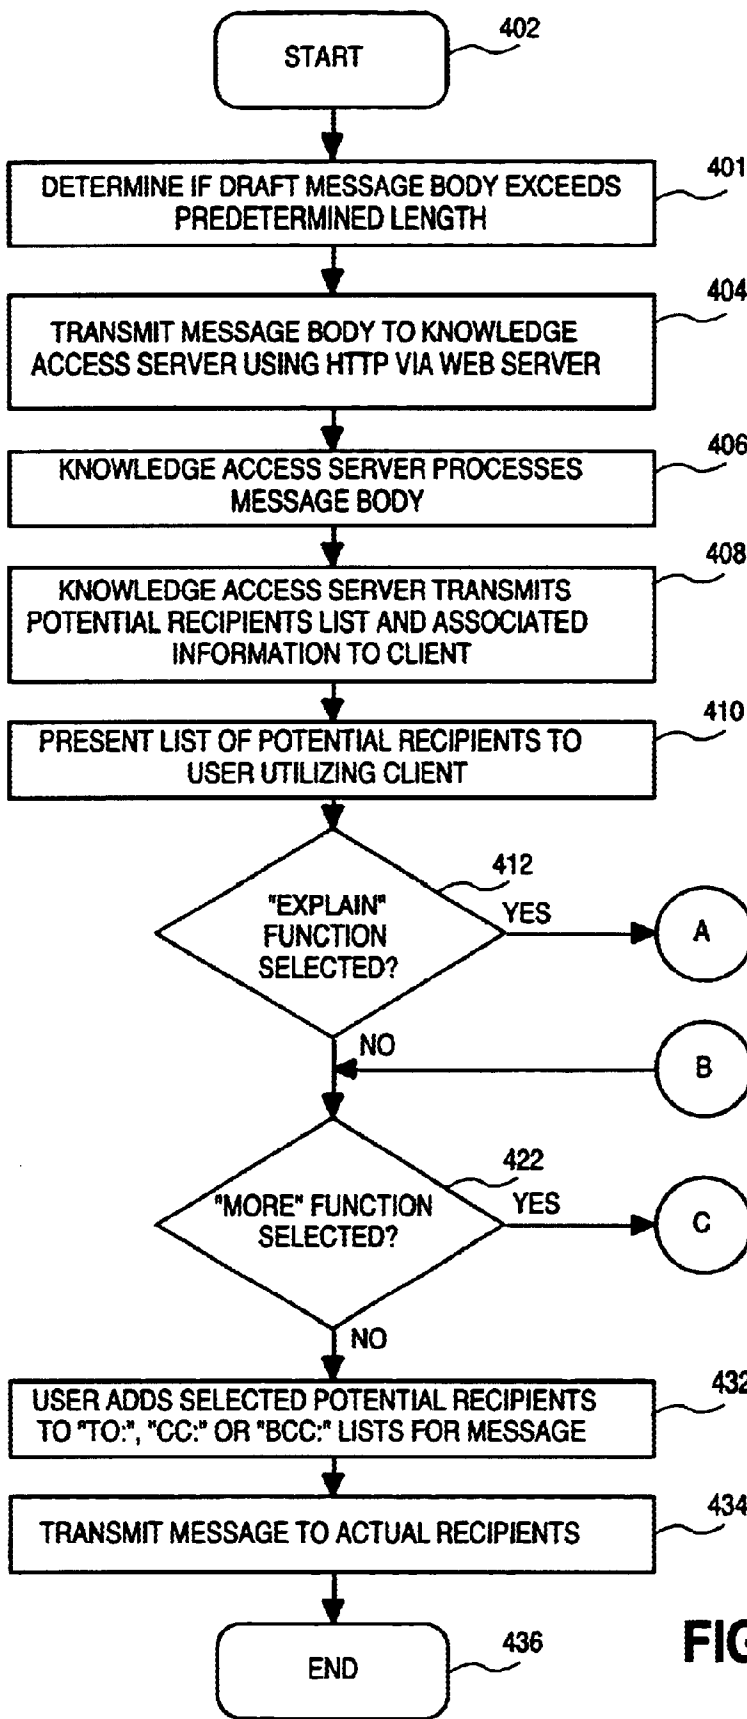 START
402
DETERMINE IF DRAFT MESSAGE BODY EXCEEDS
PREDETERMINED LENGTH
401
TRANSMIT MESSAGE BODY TO KNOWLEDGE
ACCESS SERVER USING HTTP VIA WEB SERVER
404
KNOWLEDGE ACCESS SERVER PROCESSES
MESSAGE BODY
406
KNOWLEDGE ACCESS SERVER TRANSMITS
POTENTIAL RECIPIENTS LIST AND ASSOCIATED
INFORMATION TO CLIENT
408
PRESENT LIST OF POTENTIAL RECIPIENTS TO
USER UTILIZING CLIENT
410
"EXPLAIN"
FUNCTION
SELECTED?
412
YES
A
NO
B
"MORE" FUNCTION
SELECTED?
422
YES
C
NO
USER ADDS SELECTED POTENTIAL RECIPIENTS
TO "TO:", "CC:" OR "BCC:" LISTS FOR MESSAGE
432
TRANSMIT MESSAGE TO ACTUAL RECIPIENTS
434
END
436
FIG